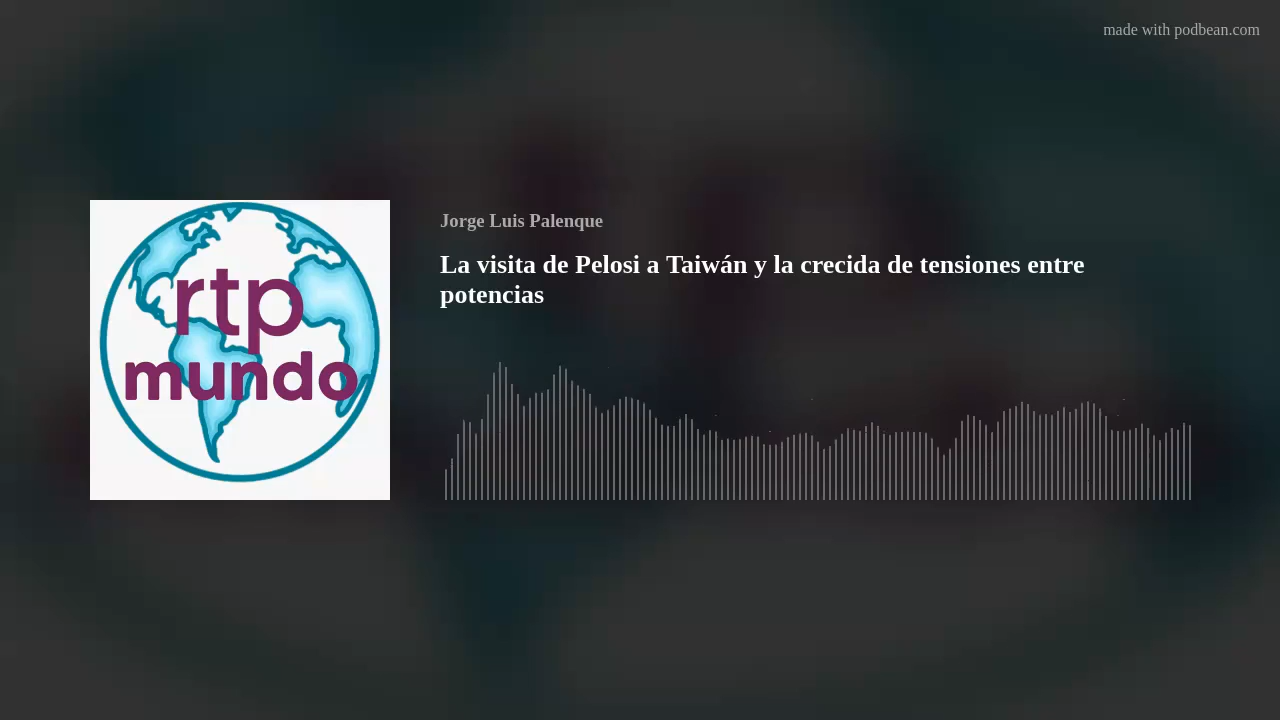 made with podbean.com
Jorge Luis Palenque
La visita de Pelosi a Taiwán y la crecida de tensiones entre
potencias
rtp
mundo